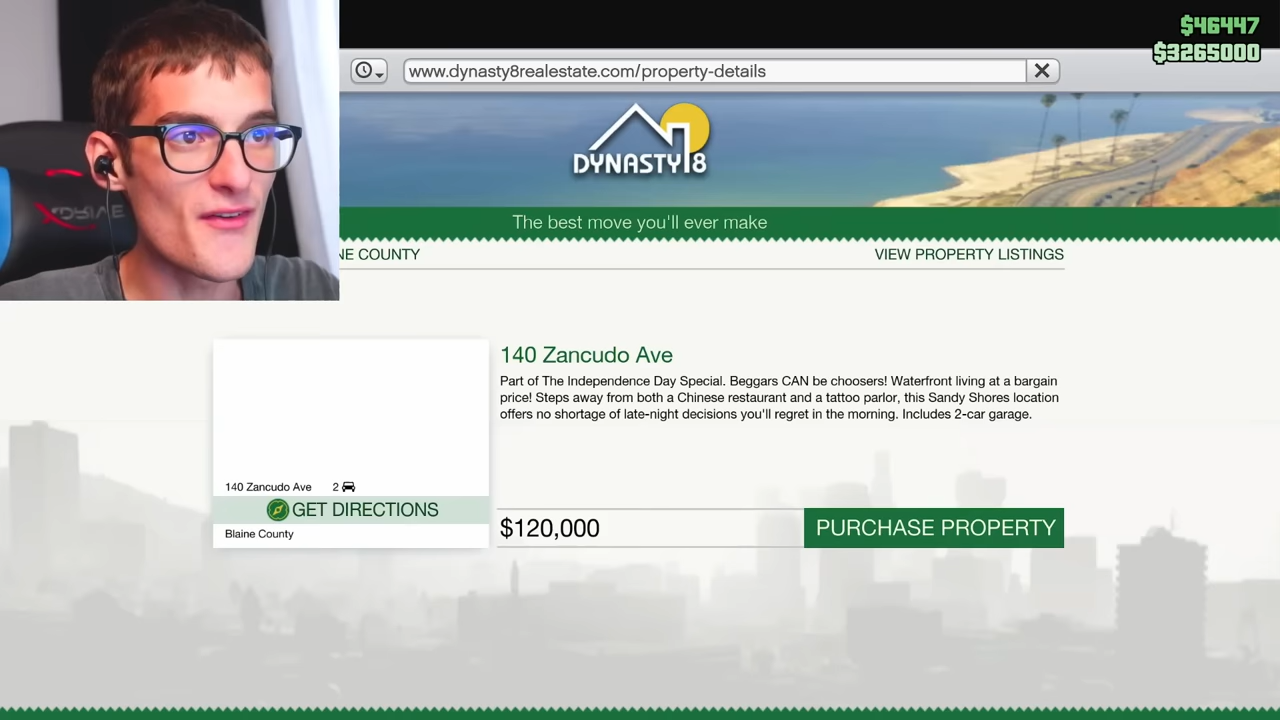 $46447
$3265000
www.dynasty8realestate.com/property-details
DYNASTY 8
The best move you'll ever make
NE COUNTY
VIEW PROPERTY LISTINGS
140 Zancudo Ave
Part of The Independence Day Special. Beggars CAN be choosers! Waterfront living at a bargain
price! Steps away from both a Chinese restaurant and a tattoo parlor, this Sandy Shores location
offers no shortage of late-night decisions you'll regret in the morning. Includes 2-car garage.
140 Zancudo Ave 2
GET DIRECTIONS
Blaine County
$120,000
PURCHASE PROPERTY